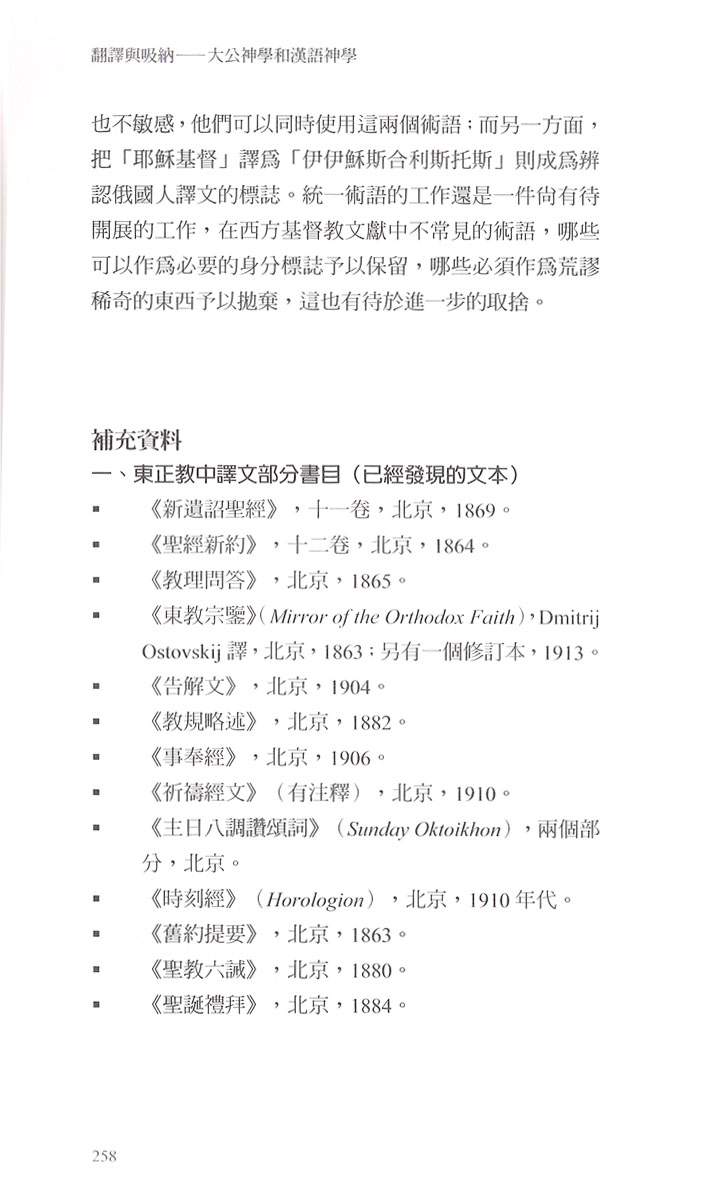 翻譯與吸納——大公神學和漢語神學
也不敏感，他們可以同時使用這兩個術語；而另一方面，
把「耶穌基督」譯爲「伊伊穌斯合利斯托斯」則成爲辨
認俄國人譯文的標誌。統一術語的工作還是一件尚有待
開展的工作，在西方基督教文獻中不常見的術語，哪些
可以作爲必要的身分標誌予以保留，哪些必須作爲荒謬
稀奇的東西予以拋棄，這也有待於進一步的取捨。
補充資料
一、東正教中譯文部分書目（已經發現的文本）
▪ 《新遺詔聖經》，十一卷，北京，1869。
▪ 《聖經新約》，十二卷，北京，1864。
▪ 《教理問答》，北京，1865。
▪ 《東教宗鑒》（Mirror of the Orthodox Faith），Dmitrij
Ostovskij 譯，北京，1863；另有一個修訂本，1913。
▪ 《告解文》，北京，1904。
▪ 《教規略述》，北京，1882。
▪ 《事奉經》，北京，1906。
▪ 《祈禱經文》（有注釋），北京，1910。
▪ 《主日八調讚頌詞》（Sunday Oktoikhon），兩個部
分，北京。
▪ 《時刻經》（Horologion），北京，1910 年代。
▪ 《舊約提要》，北京，1863。
▪ 《聖教六誡》，北京，1880。
▪ 《聖誕禮拜》，北京，1884。
258